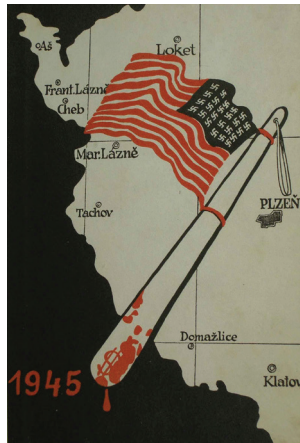 Aš
Loket
Frant.Lázně
Cheb
Mar.Lázně
PLZEŇ
Tachov
Domažlice
1945
Klatov